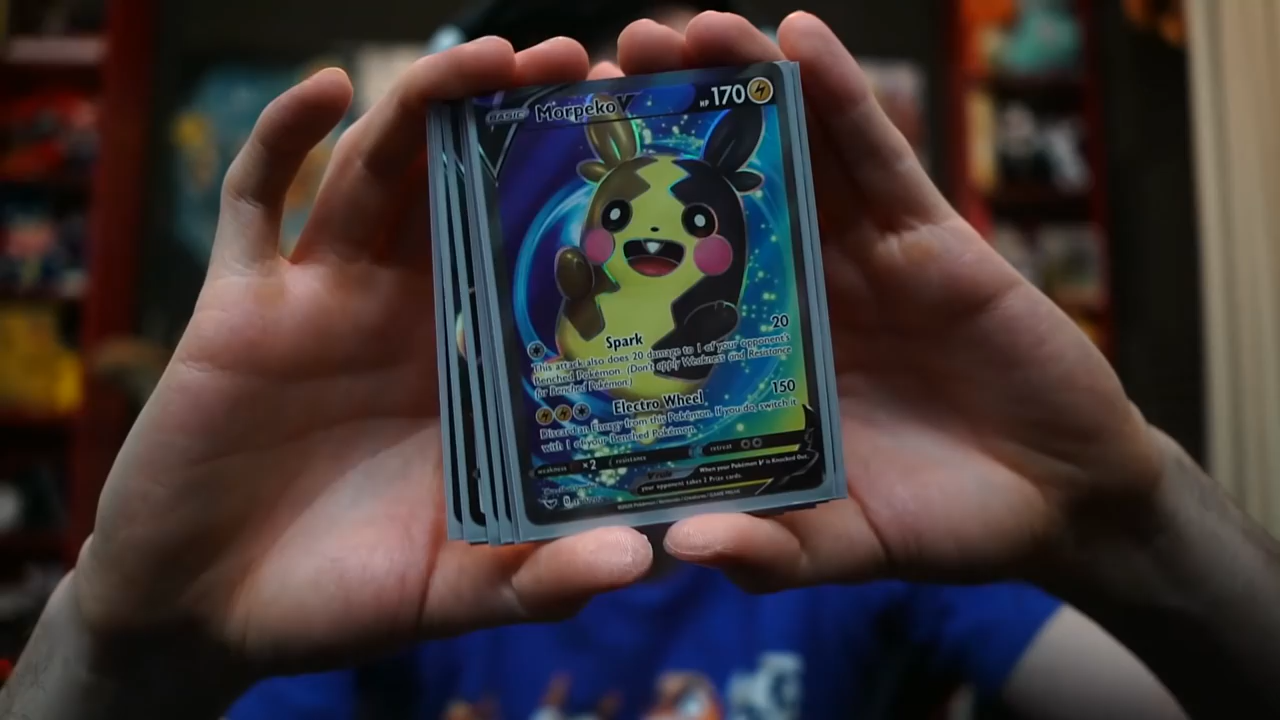 BASIC Morpeko V HP 170
Spark 20
This attack also does 20 damage to 1 of your opponent's
Benched Pokémon. (Don't apply Weakness and Resistance
for Benched Pokémon.)
Electro Wheel 150
Discard an Energy from this Pokémon. If you do, switch it
with 1 of your Benched Pokémon.
weakness ×2 resistance retreat
When your Pokémon V is Knocked Out,
your opponent takes 2 Prize cards.